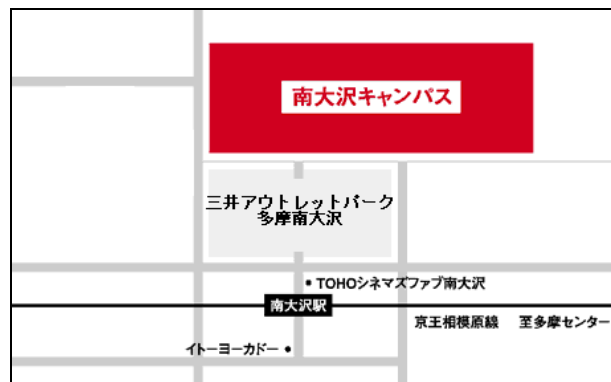 南大沢キャンパス
三井アウトレットパーク
多摩南大沢
TOHOシネマズファブ南大沢
南大沢駅
京王相模原線 至多摩センター
イトーヨーカドー